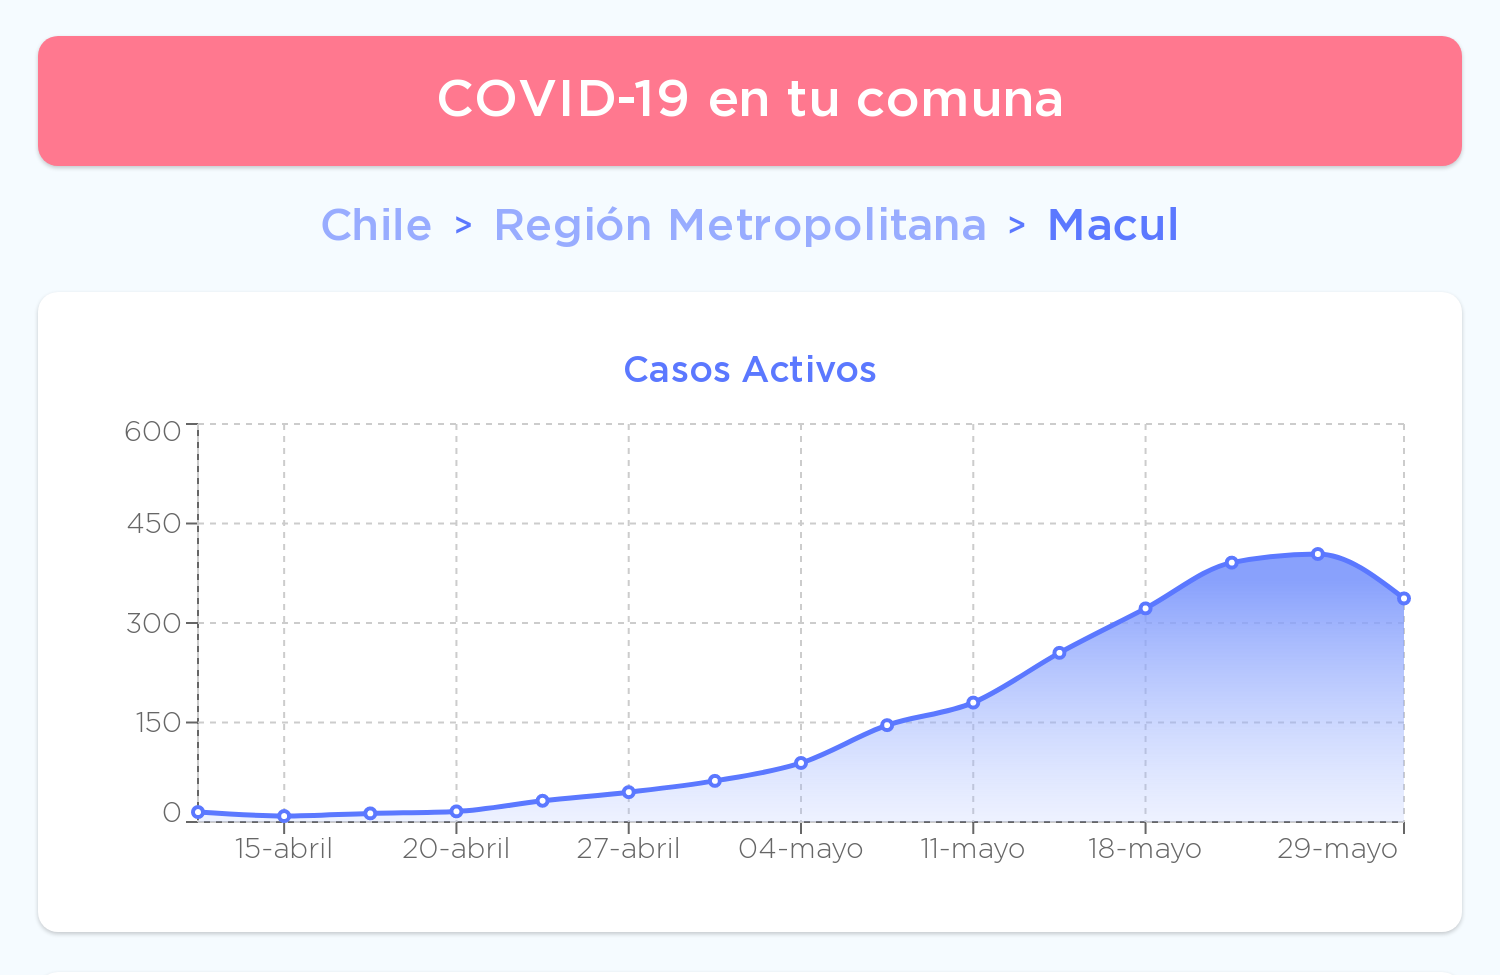 COVID-19 en tu comuna
Chile > Región Metropolitana > Macul
Casos Activos
600
450
300
150
0
15-abril 20-abril 27-abril 04-mayo 11-mayo 18-mayo 29-mayo